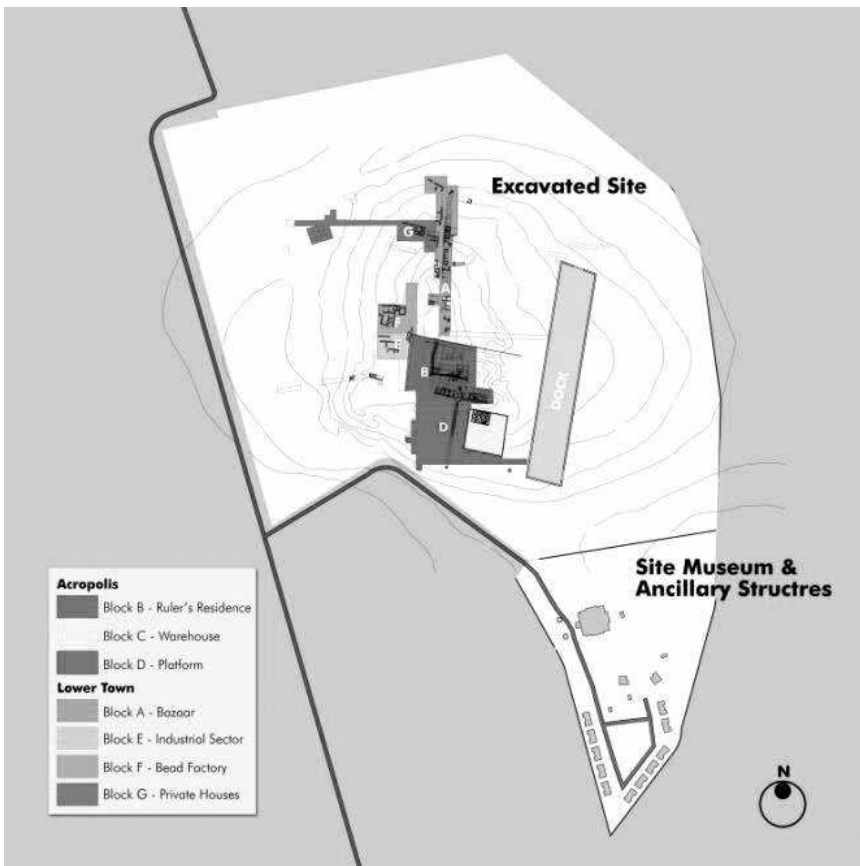 Excavated Site
G
A
F
E
B
DOCK
D
Site Museum &
Ancillary Structres
Acropolis
Block B - Ruler's Residence
Block C - Warehouse
Block D - Platform
Lower Town
Block A - Bazaar
Block E - Industrial Sector
Block F - Bead Factory
Block G - Private Houses
N